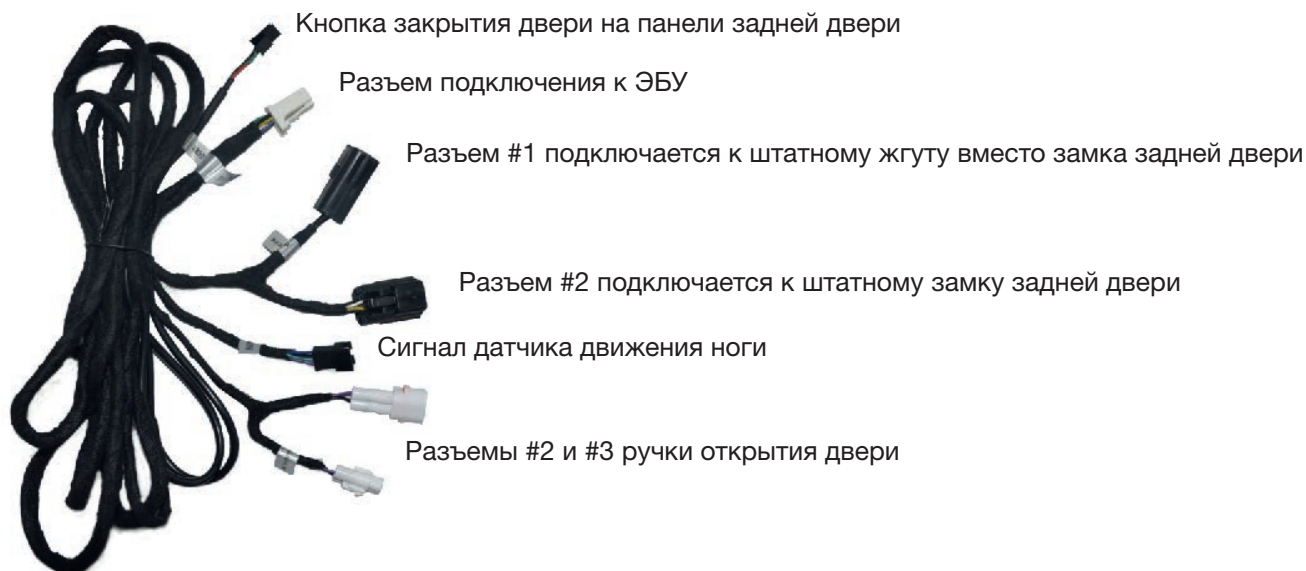 Кнопка закрытия двери на панели задней двери
Разъем подключения к ЭБУ
Разъем #1 подключается к штатному жгуту вместо замка задней двери
Разъем #2 подключается к штатному замку задней двери
Сигнал датчика движения ноги
Разъемы #2 и #3 ручки открытия двери